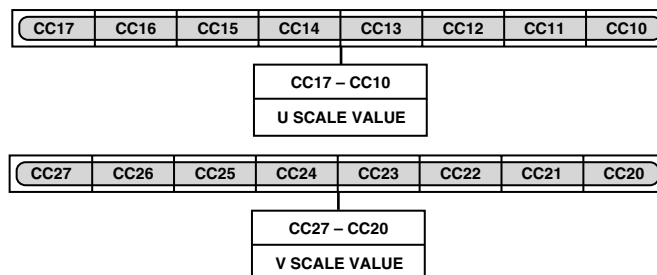 CC17 CC16 CC15 CC14 CC13 CC12 CC11 CC10
CC17 – CC10
U SCALE VALUE
CC27 CC26 CC25 CC24 CC23 CC22 CC21 CC20
CC27 – CC20
V SCALE VALUE